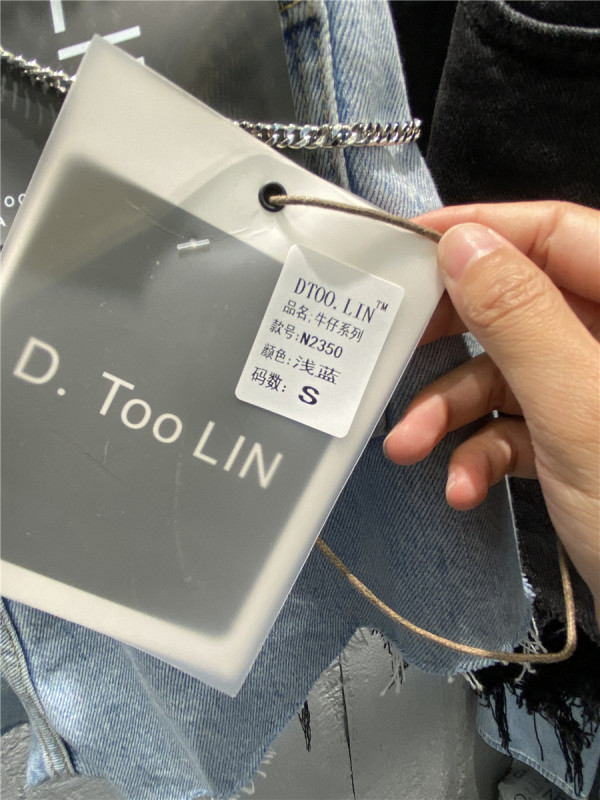 D. Too LIN
DTOO. LIN™
品名:牛仔系列
款号:N2350
颜色:浅蓝
码数: S